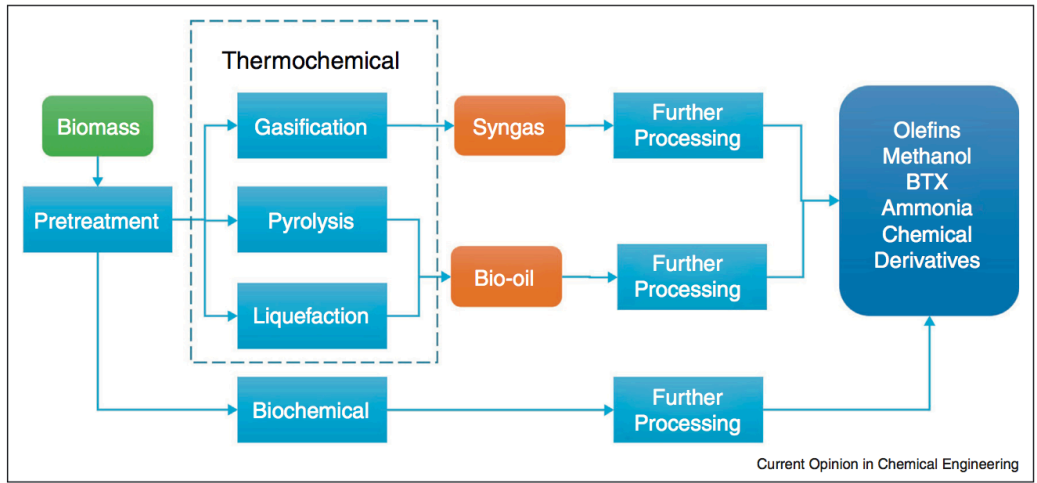 Thermochemical
Biomass
Gasification
Syngas
Further
Processing
Olefins
Methanol
BTX
Ammonia
Chemical
Derivatives
Pretreatment
Pyrolysis
Bio-oil
Further
Processing
Liquefaction
Biochemical
Further
Processing
Current Opinion in Chemical Engineering